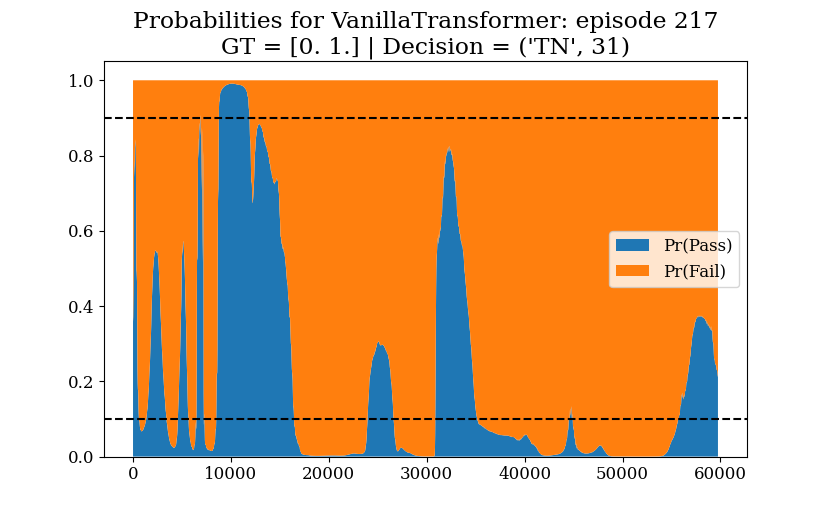 Probabilities for VanillaTransformer: episode 217
GT = [0. 1.] | Decision = ('TN', 31)
1.0
0.8
0.6
0.4
0.2
0.0
Pr(Pass)
Pr(Fail)
0 10000 20000 30000 40000 50000 60000